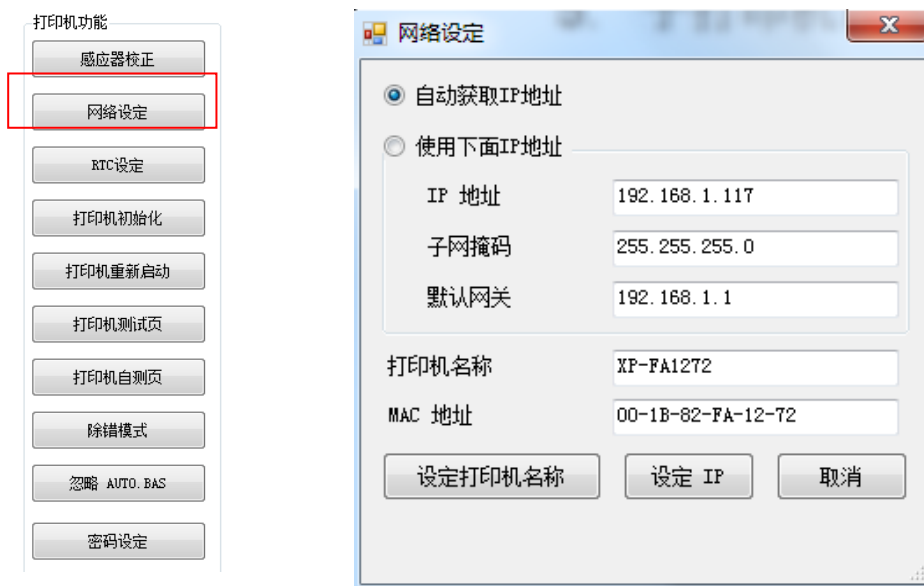 打印机功能
感应器校正
网络设定
RTC设定
打印机初始化
打印机重新启动
打印机测试页
打印机自测页
除错模式
忽略 AUTO.BAS
密码设定
网络设定
自动获取IP地址
使用下面IP地址
IP 地址 192.168.1.117
子网掩码 255.255.255.0
默认网关 192.168.1.1
打印机名称 XP-FA1272
MAC 地址 00-1B-82-FA-12-72
设定打印机名称 设定 IP 取消